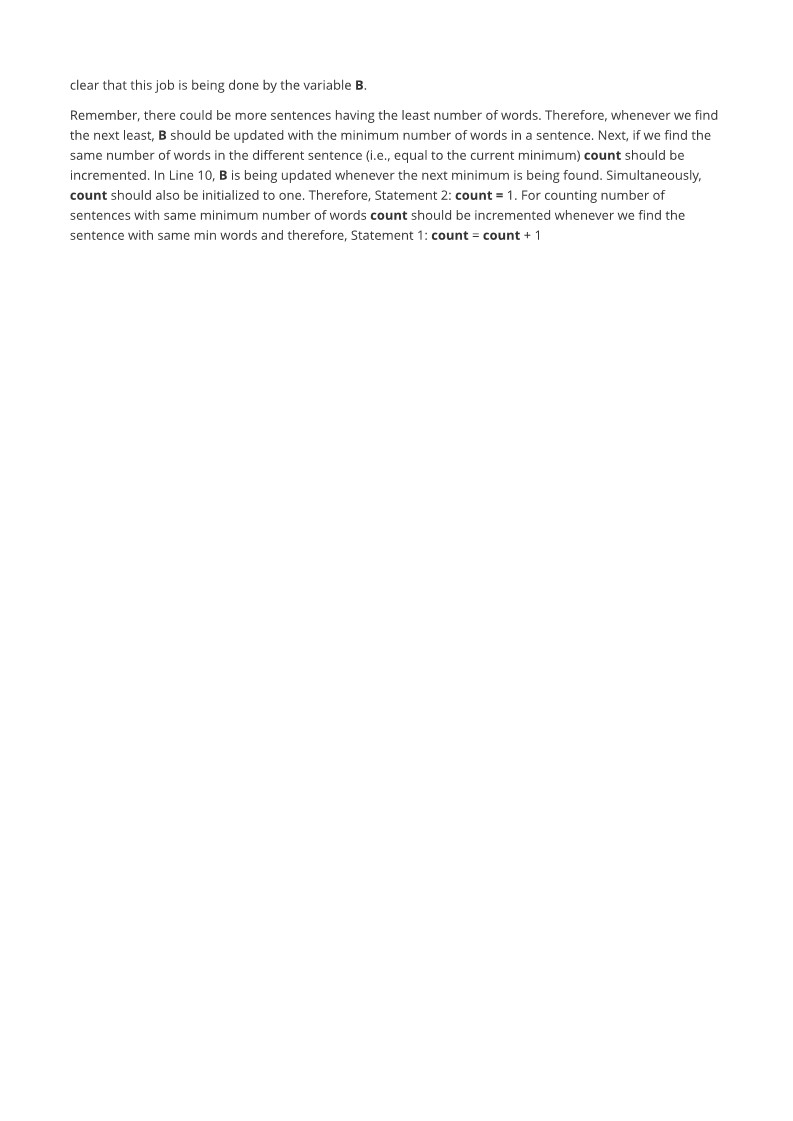 clear that this job is being done by the variable B.
Remember, there could be more sentences having the least number of words. Therefore, whenever we find
the next least, B should be updated with the minimum number of words in a sentence. Next, if we find the
same number of words in the different sentence (i.e., equal to the current minimum) count should be
incremented. In Line 10, B is being updated whenever the next minimum is being found. Simultaneously,
count should also be initialized to one. Therefore, Statement 2: count = 1. For counting number of
sentences with same minimum number of words count should be incremented whenever we find the
sentence with same min words and therefore, Statement 1: count = count + 1